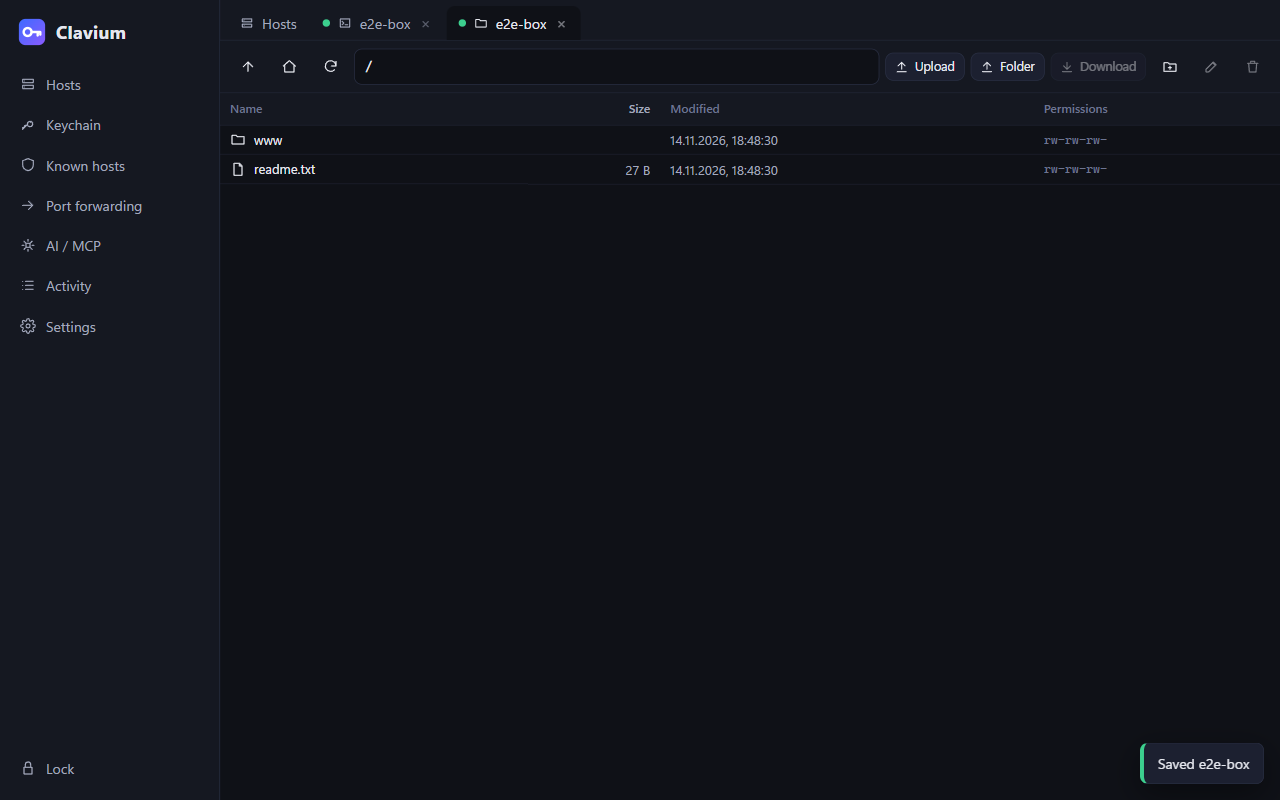 Clavium
Hosts
Keychain
Known hosts
Port forwarding
AI / MCP
Activity
Settings
Lock
Hosts e2e-box × e2e-box ×
/ Upload Folder Download
Name Size Modified Permissions
www 14.11.2026, 18:48:30 rw-rw-rw-
readme.txt 27 B 14.11.2026, 18:48:30 rw-rw-rw-
Saved e2e-box